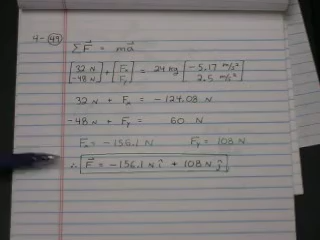 4-44
ΣF⃗ = ma⃗
[32 N / -48 N] + [Fx / Fy] = 24 kg [-5.17 m/s² / 2.5 m/s²]
32 N + Fx = -124.08 N
-48 N + Fy = 60 N
Fx = -156.1 N Fy = 108 N
∴ F⃗ = -156.1 N î + 108 N ĵ